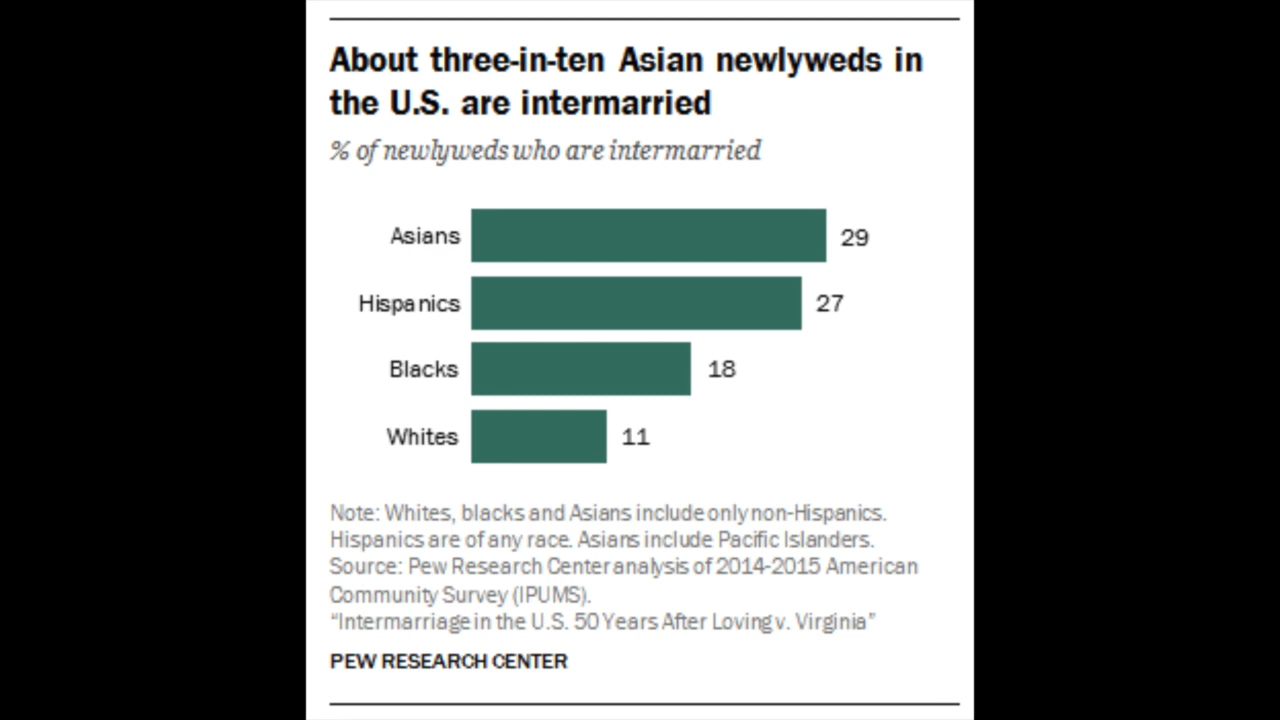 About three-in-ten Asian newlyweds in
the U.S. are intermarried
% of newlyweds who are intermarried
Asians 29
Hispanics 27
Blacks 18
Whites 11
Note: Whites, blacks and Asians include only non-Hispanics.
Hispanics are of any race. Asians include Pacific Islanders.
Source: Pew Research Center analysis of 2014-2015 American
Community Survey (IPUMS).
“Intermarriage in the U.S. 50 Years After Loving v. Virginia”
PEW RESEARCH CENTER